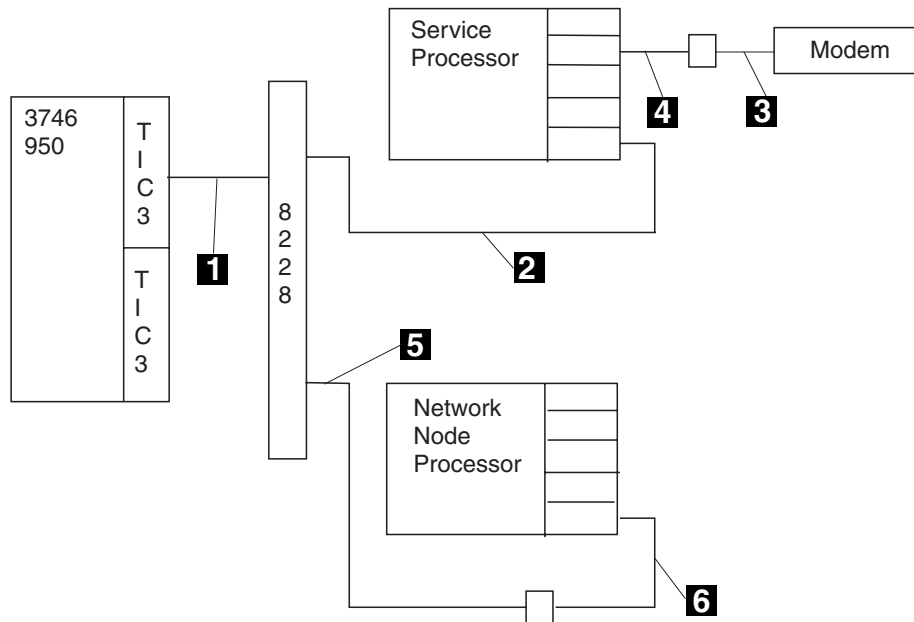 Service
Processor
Modem
4
3
3746
950
T
I
C
3
8
2
2
8
1
2
T
I
C
3
5
Network
Node
Processor
6